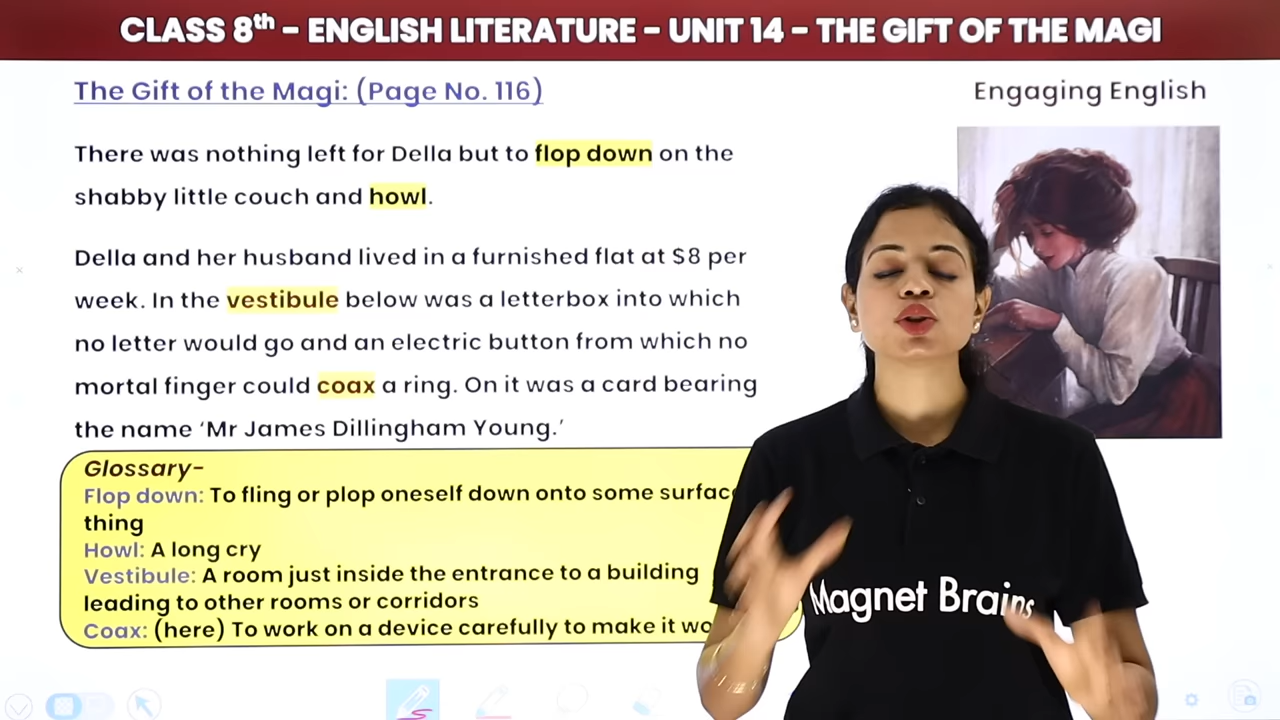 CLASS 8th – ENGLISH LITERATURE – UNIT 14 – THE GIFT OF THE MAGI
The Gift of the Magi: (Page No. 116)
Engaging English
There was nothing left for Della but to flop down on the
shabby little couch and howl.
Della and her husband lived in a furnished flat at $8 per
week. In the vestibule below was a letterbox into which
no letter would go and an electric button from which no
mortal finger could coax a ring. On it was a card bearing
the name ‘Mr James Dillingham Young.’
Glossary–
Flop down: To fling or plop oneself down onto some
thing
Howl: A long cry
Vestibule: A room just inside the entrance to a building
leading to other rooms or corridors
Coax: (here) To work on a device carefully to make it
Magnet Brains